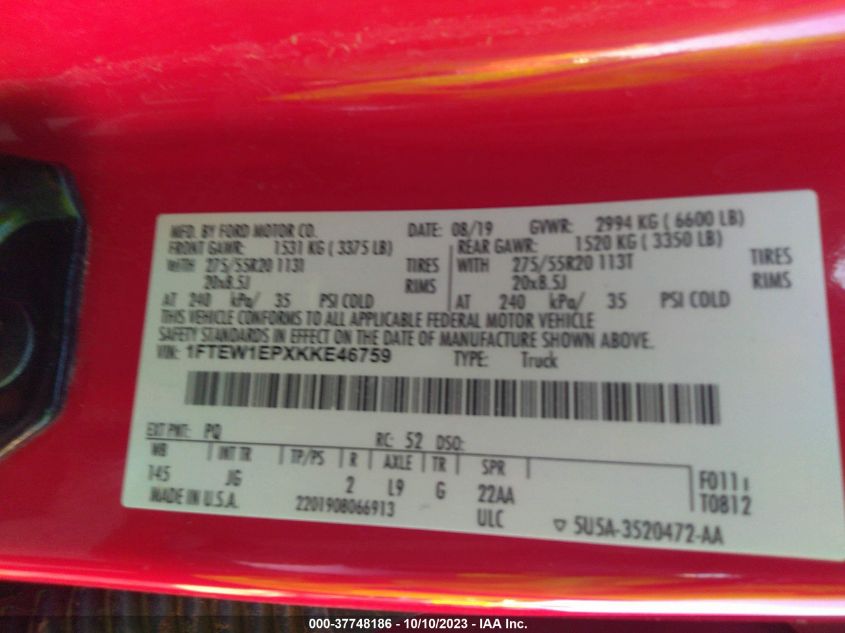 MFD. BY FORD MOTOR CO. DATE: 08/19 GVWR: 2994 KG ( 6600 LB)
FRONT GAWR: 1531 KG ( 3375 LB) REAR GAWR: 1520 KG ( 3350 LB)
WITH 275/55R20 113T TIRES WITH 275/55R20 113T TIRES
20x8.5J RIMS 20x8.5J RIMS
AT 240 kPa/ 35 PSI COLD AT 240 kPa/ 35 PSI COLD
THIS VEHICLE CONFORMS TO ALL APPLICABLE FEDERAL MOTOR VEHICLE
SAFETY STANDARDS IN EFFECT ON THE DATE OF MANUFACTURE SHOWN ABOVE.
VIN: 1FTEW1EPXKKE46759 TYPE: Truck
EXT PNT: PQ RC: 52 DSO:
WB INT TR TP/PS R AXLE TR SPR
145 JG 2 L9 G 22AA F011
MADE IN U.S.A. 2201908066913 ULC T0812
5U5A-3520472-AA
000-37748186 - 10/10/2023 - IAA Inc.